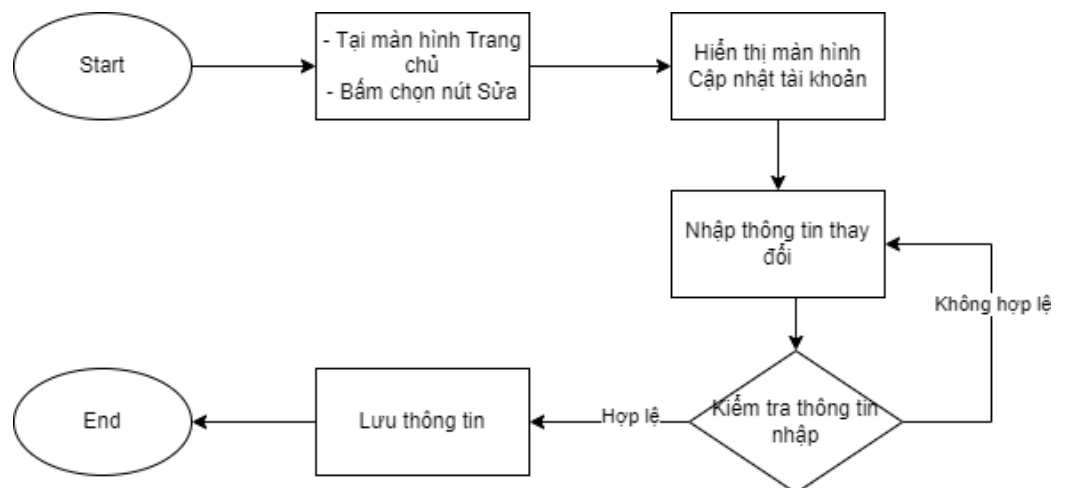 Start
- Tại màn hình Trang
chủ
- Bấm chọn nút Sửa
Hiển thị màn hình
Cập nhật tài khoản
Nhập thông tin thay
đổi
Không hợp lệ
Kiểm tra thông tin
nhập
Hợp lệ
Lưu thông tin
End